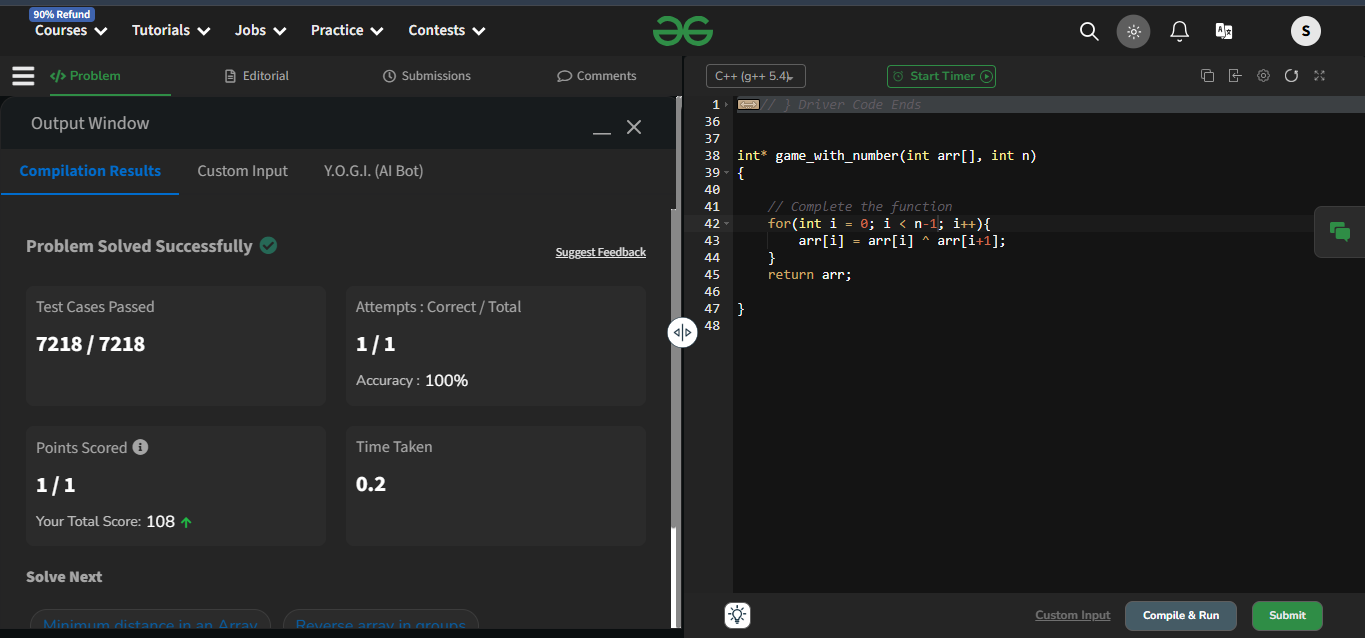 90% Refund
Courses Tutorials Jobs Practice Contests S
Problem Editorial Submissions Comments
Output Window
Compilation Results Custom Input Y.O.G.I. (AI Bot)
Problem Solved Successfully
Suggest Feedback
Test Cases Passed
7218 / 7218
Attempts : Correct / Total
1 / 1
Accuracy : 100%
Points Scored
1 / 1
Your Total Score: 108
Time Taken
0.2
Solve Next
Minimum distance in an Array Reverse array in groups
C++ (g++ 5.4) Start Timer
1 // } Driver Code Ends
36
37
38 int* game_with_number(int arr[], int n)
39 {
40
41 // Complete the function
42 for(int i = 0; i < n-1; i++){
43 arr[i] = arr[i] ^ arr[i+1];
44 }
45 return arr;
46
47 }
48
Custom Input Compile & Run Submit